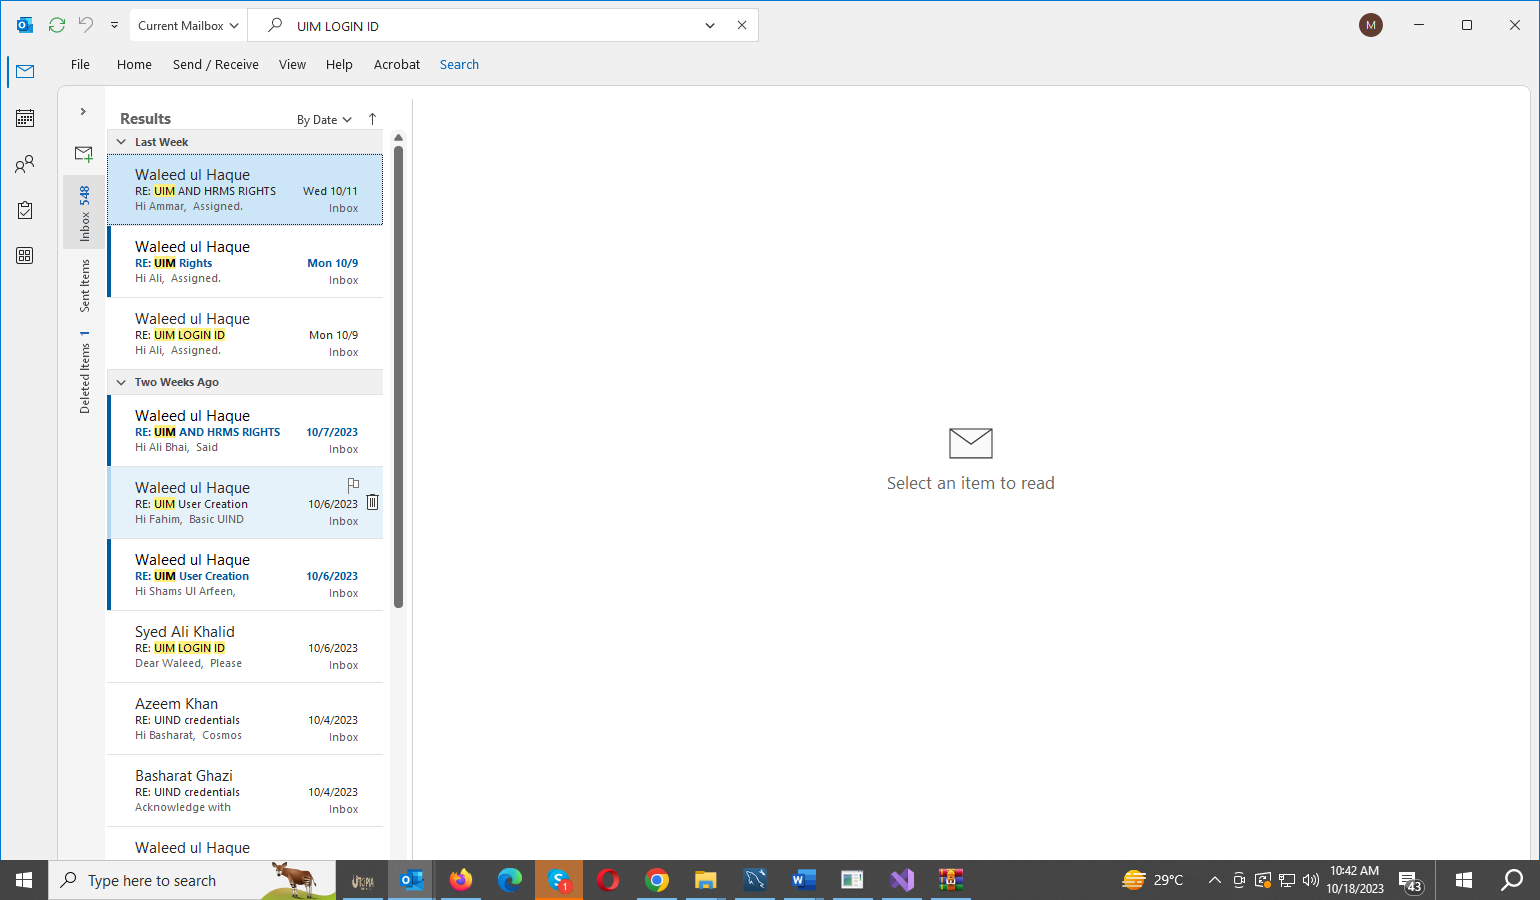 Current Mailbox
UIM LOGIN ID
M
File Home Send / Receive View Help Acrobat Search
Results
By Date
Last Week
Waleed ul Haque
RE: UIM AND HRMS RIGHTS Wed 10/11
Hi Ammar, Assigned. Inbox
Waleed ul Haque
RE: UIM Rights Mon 10/9
Hi Ali, Assigned. Inbox
Waleed ul Haque
RE: UIM LOGIN ID Mon 10/9
Hi Ali, Assigned. Inbox
Two Weeks Ago
Waleed ul Haque
RE: UIM AND HRMS RIGHTS 10/7/2023
Hi Ali Bhai, Said Inbox
Waleed ul Haque
RE: UIM User Creation 10/6/2023
Hi Fahim, Basic UIND Inbox
Waleed ul Haque
RE: UIM User Creation 10/6/2023
Hi Shams Ul Arfeen, Inbox
Syed Ali Khalid
RE: UIM LOGIN ID 10/6/2023
Dear Waleed, Please Inbox
Azeem Khan
RE: UIND credentials 10/4/2023
Hi Basharat, Cosmos Inbox
Basharat Ghazi
RE: UIND credentials 10/4/2023
Acknowledge with Inbox
Waleed ul Haque
Inbox 548
Sent Items
Deleted Items 1
Select an item to read
Type here to search
UTOPIA
1
29°C
10:42 AM
10/18/2023
43